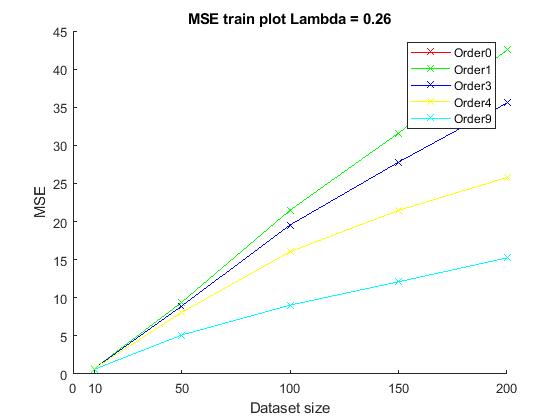 MSE train plot Lambda = 0.26
45
40
35
30
25
20
15
10
5
0
MSE
Order0
Order1
Order3
Order4
Order9
0 10 50 100 150 200
Dataset size